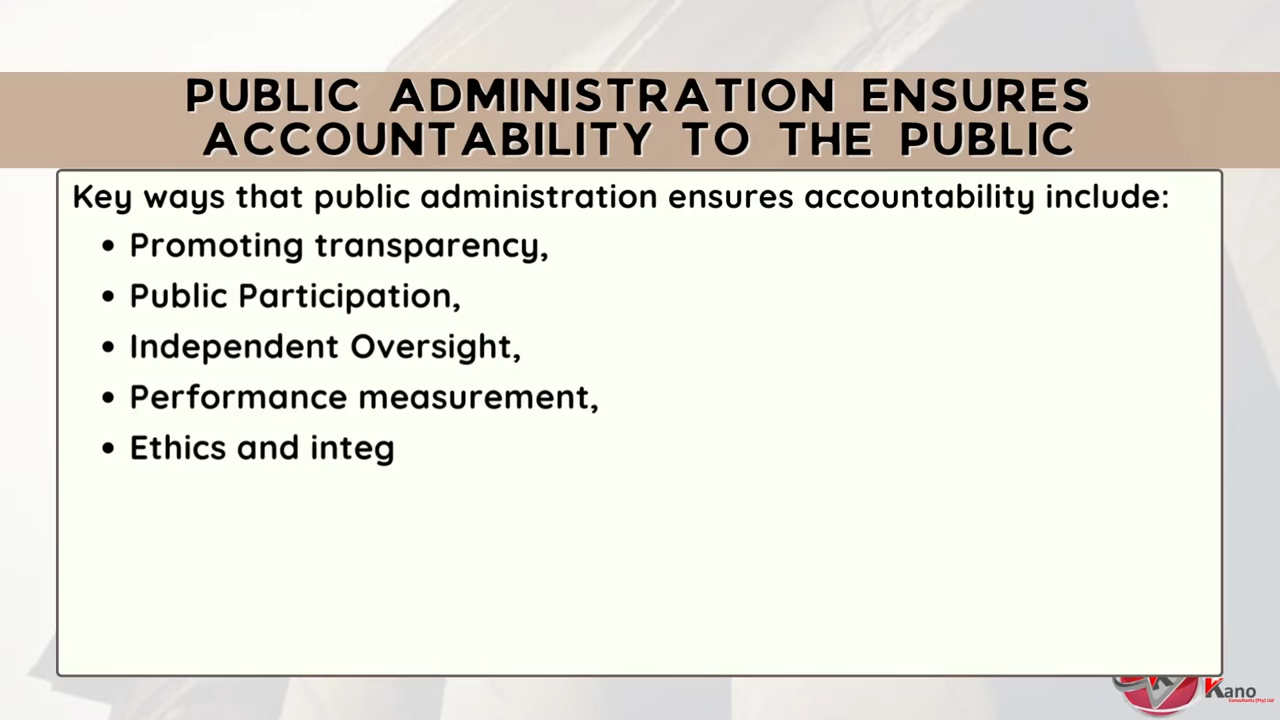 PUBLIC ADMINISTRATION ENSURES
ACCOUNTABILITY TO THE PUBLIC
Key ways that public administration ensures accountability include:
• Promoting transparency,
• Public Participation,
• Independent Oversight,
• Performance measurement,
• Ethics and integ
Kano
Consultants (Pty) Ltd